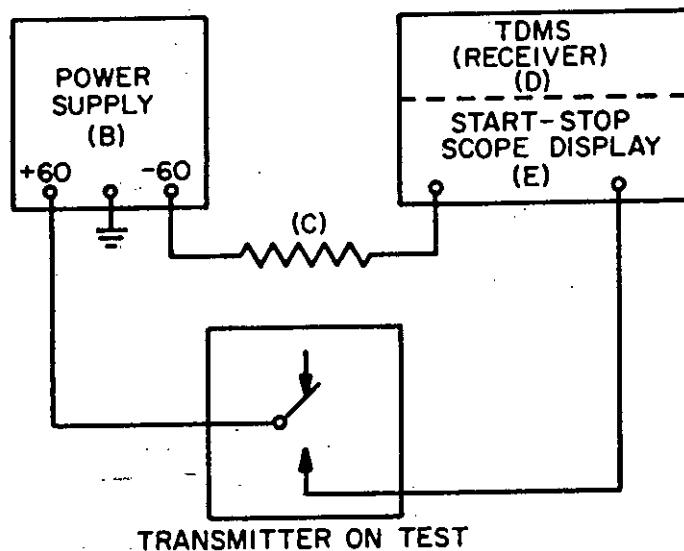 POWER
SUPPLY
(B)
+60
-60
TDMS
(RECEIVER)
(D)
START-STOP
SCOPE DISPLAY
(E)
(C)
TRANSMITTER ON TEST